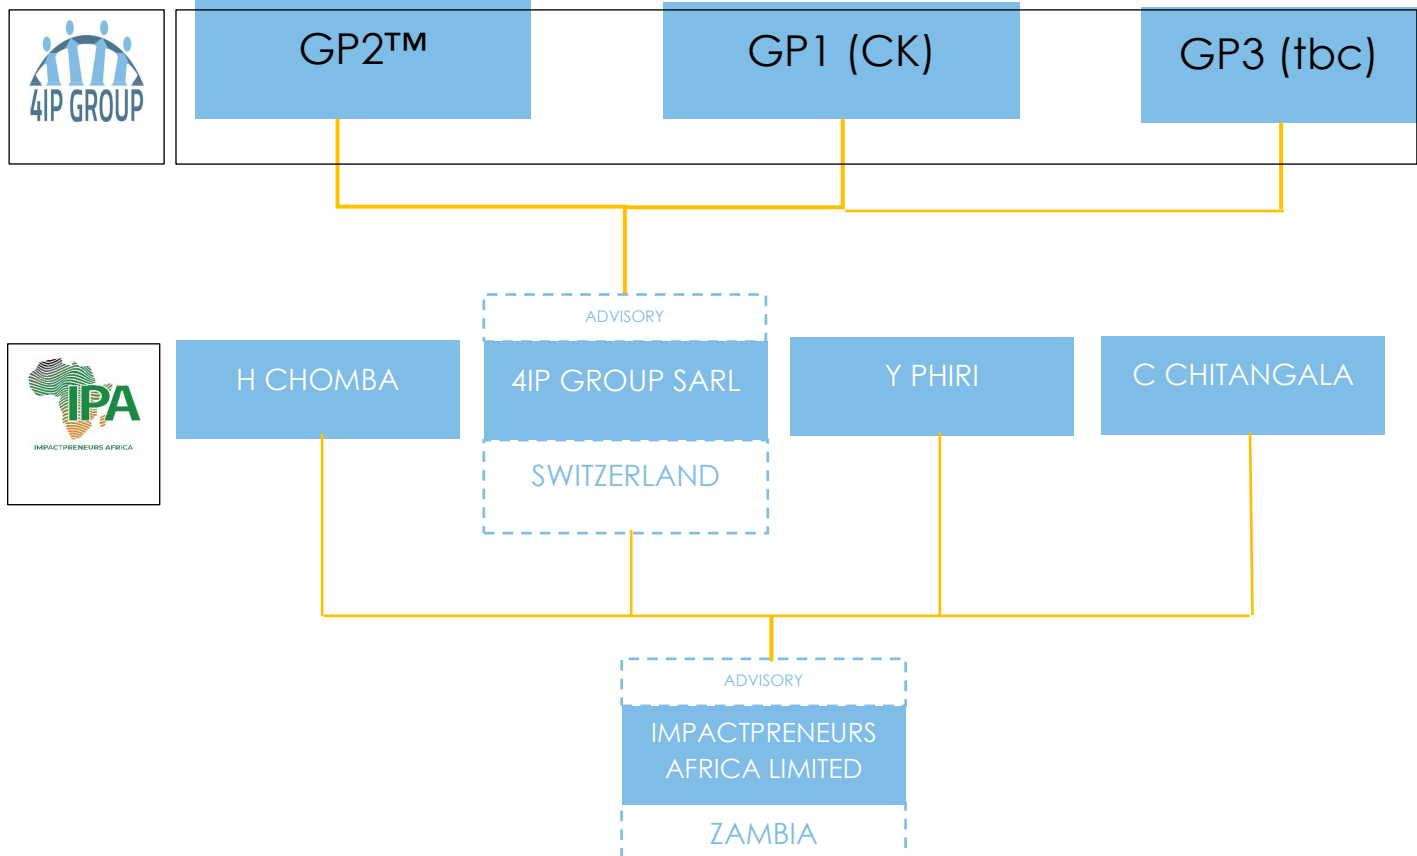 GP2™
GP1 (CK)
GP3 (tbc)
4IP GROUP
ADVISORY
H CHOMBA
4IP GROUP SARL
Y PHIRI
C CHITANGALA
IPA
IMPACTPRENEURS AFRICA
SWITZERLAND
ADVISORY
IMPACTPRENEURS
AFRICA LIMITED
ZAMBIA